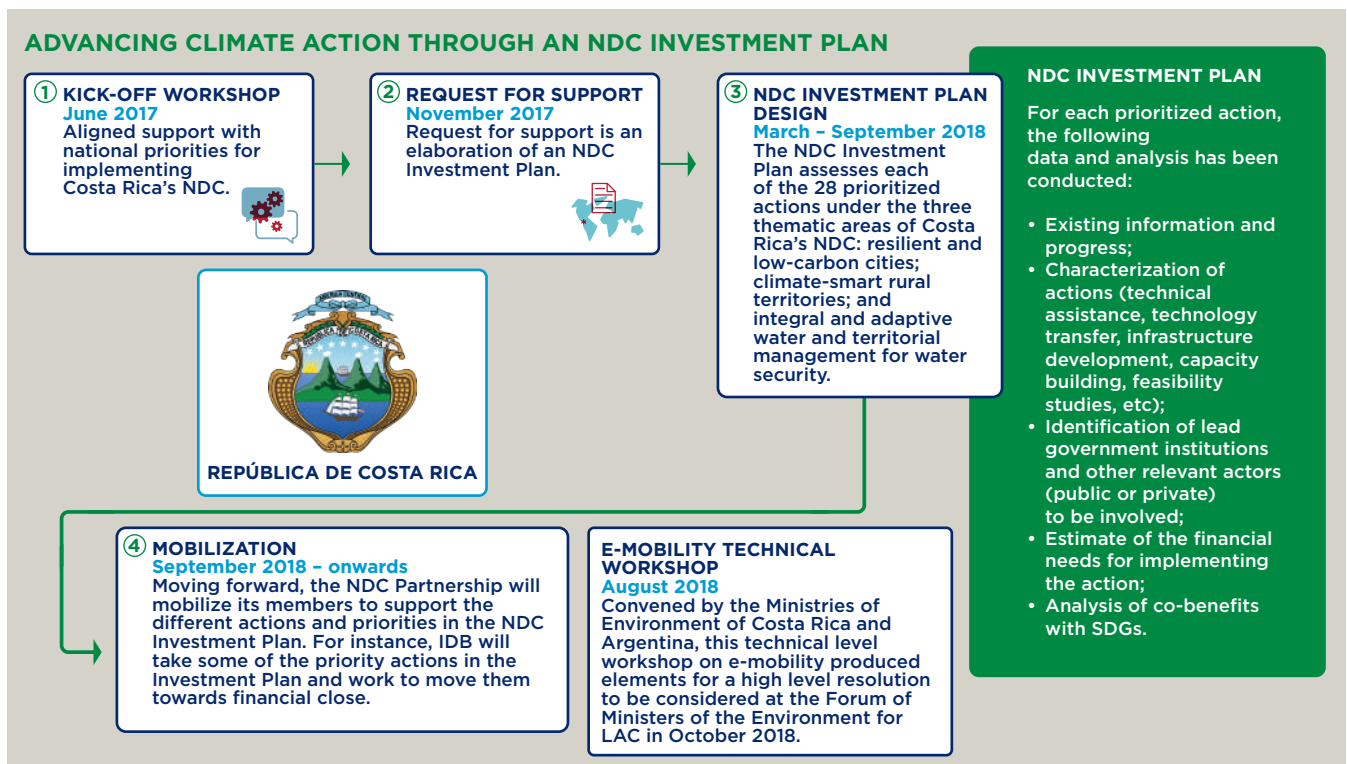 ADVANCING CLIMATE ACTION THROUGH AN NDC INVESTMENT PLAN
1 KICK-OFF WORKSHOP
June 2017
Aligned support with
national priorities for
implementing
Costa Rica's NDC.
2 REQUEST FOR SUPPORT
November 2017
Request for support is an
elaboration of an NDC
Investment Plan.
3 NDC INVESTMENT PLAN
DESIGN
March – September 2018
The NDC Investment
Plan assesses each
of the 28 prioritized
actions under the three
thematic areas of Costa
Rica's NDC: resilient and
low-carbon cities;
climate-smart rural
territories; and
integral and adaptive
water and territorial
management for water
security.
AMERICA CENTRAL
REPUBLICA DE COSTA RICA
REPÚBLICA DE COSTA RICA
4 MOBILIZATION
September 2018 – onwards
Moving forward, the NDC Partnership will
mobilize its members to support the
different actions and priorities in the NDC
Investment Plan. For instance, IDB will
take some of the priority actions in the
Investment Plan and work to move them
towards financial close.
E-MOBILITY TECHNICAL
WORKSHOP
August 2018
Convened by the Ministries of
Environment of Costa Rica and
Argentina, this technical level
workshop on e-mobility produced
elements for a high level resolution
to be considered at the Forum of
Ministers of the Environment for
LAC in October 2018.
NDC INVESTMENT PLAN
For each prioritized action,
the following
data and analysis has been
conducted:
• Existing information and
progress;
• Characterization of
actions (technical
assistance, technology
transfer, infrastructure
development, capacity
building, feasibility
studies, etc);
• Identification of lead
government institutions
and other relevant actors
(public or private)
to be involved;
• Estimate of the financial
needs for implementing
the action;
• Analysis of co-benefits
with SDGs.